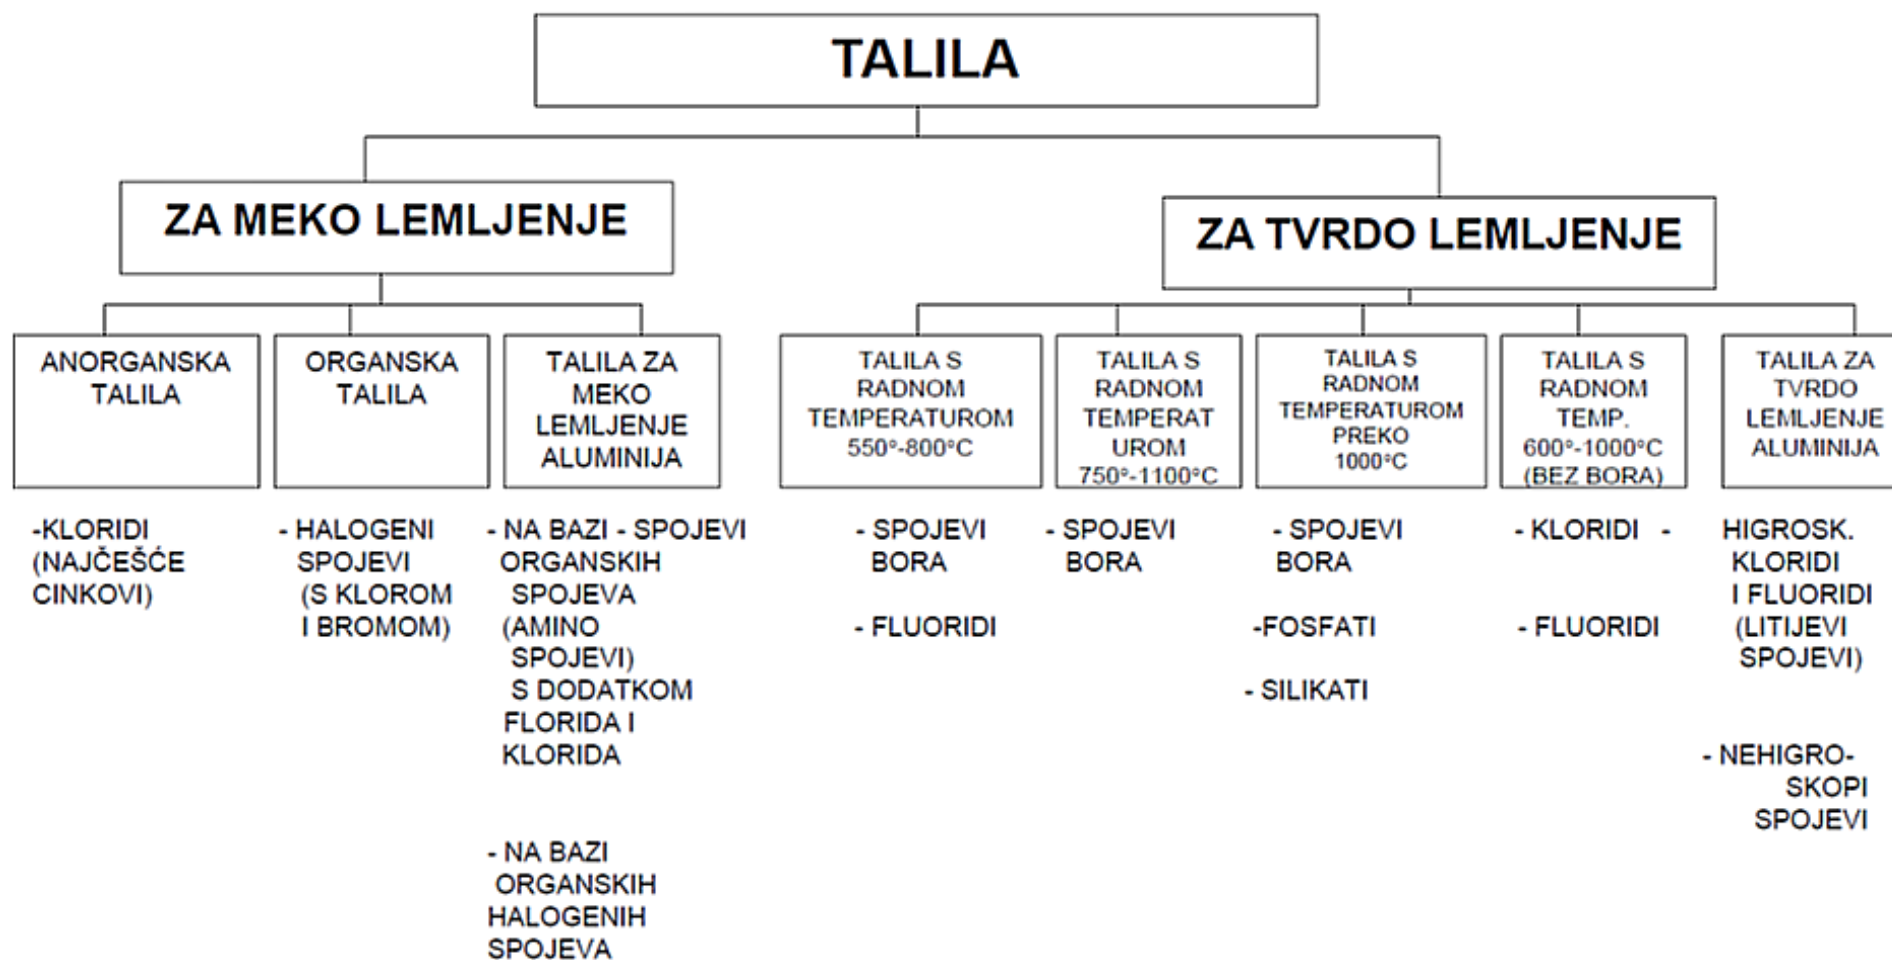 TALILA
ZA MEKO LEMLJENJE
ZA TVRDO LEMLJENJE
ANORGANSKA
TALILA
ORGANSKA
TALILA
TALILA ZA
MEKO
LEMLJENJE
ALUMINIJA
TALILA S
RADNOM
TEMPERATUROM
550°-800°C
TALILA S
RADNOM
TEMPERAT
UROM
750°-1100°C
TALILA S
RADNOM
TEMPERATUROM
PREKO
1000°C
TALILA S
RADNOM
TEMP.
600°-1000°C
(BEZ BORA)
TALILA ZA
TVRDO
LEMLJENJE
ALUMINIJA
-KLORIDI
(NAJČEŠĆE
CINKOVI)
- HALOGENI
SPOJEVI
(S KLOROM
I BROMOM)
- NA BAZI - SPOJEVI
ORGANSKIH
SPOJEVA
(AMINO
SPOJEVI)
S DODATKOM
FLORIDA I
KLORIDA
- NA BAZI
ORGANSKIH
HALOGENIH
SPOJEVA
- SPOJEVI
BORA
- FLUORIDI
- SPOJEVI
BORA
- SPOJEVI
BORA
-FOSFATI
- SILIKATI
- KLORIDI -
- FLUORIDI
HIGROSK.
KLORIDI
I FLUORIDI
(LITIJEVI
SPOJEVI)
- NEHIGRO-
SKOPI
SPOJEVI